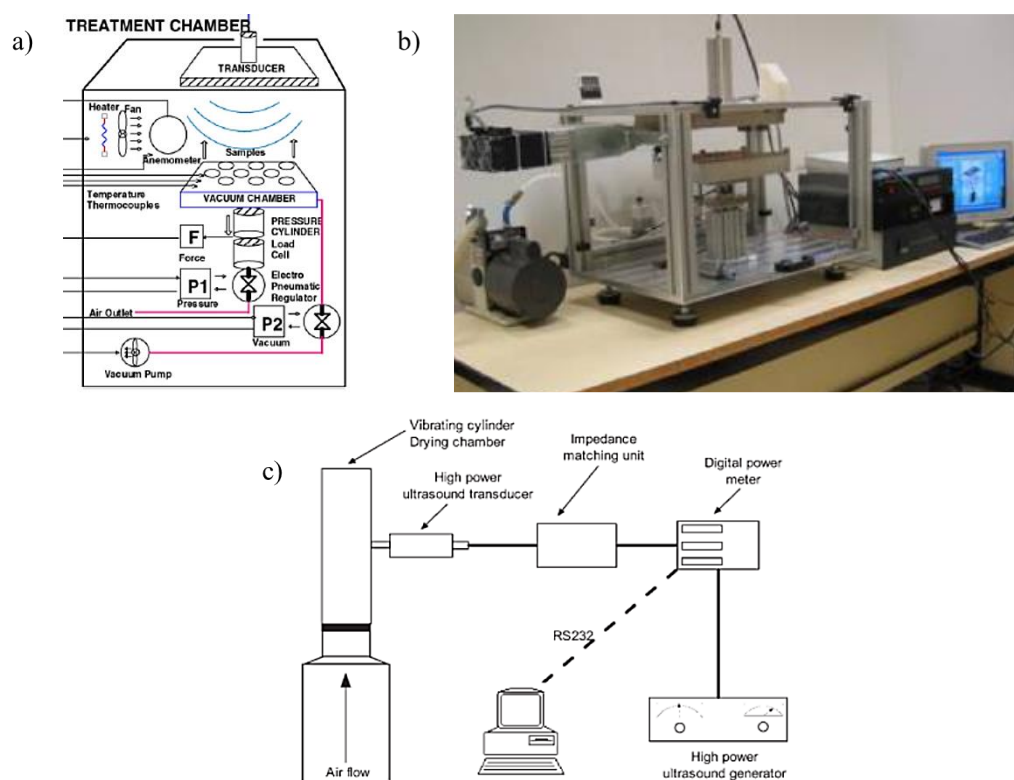 a)
TREATMENT CHAMBER
TRANSDUCER
Heater
Fan
Anemometer
Samples
Temperature
Thermocouples
VACUUM CHAMBER
PRESSURE
CYLINDER
F
Force
Load
Cell
P1
Pressure
Electro
Pneumatic
Regulator
Air Outlet
P2
Vacuum
Vacuum Pump
b)
c)
Vibrating cylinder
Drying chamber
High power
ultrasound transducer
Impedance
matching unit
Digital power
meter
RS232
Air flow
High power
ultrasound generator